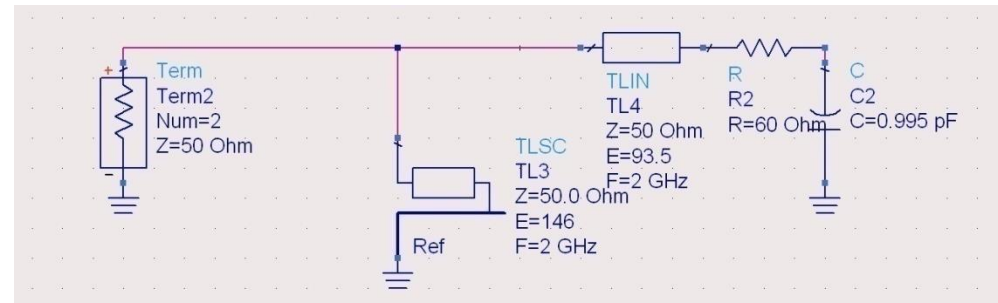 +
Term
Term2
Num=2
Z=50 Ohm
-
TLSC
TL3
Z=50.0 Ohm
E=146
F=2 GHz
Ref
TLIN
TL4
Z=50 Ohm
E=93.5
F=2 GHz
R
R2
R=60 Ohm
C
C2
C=0.995 pF